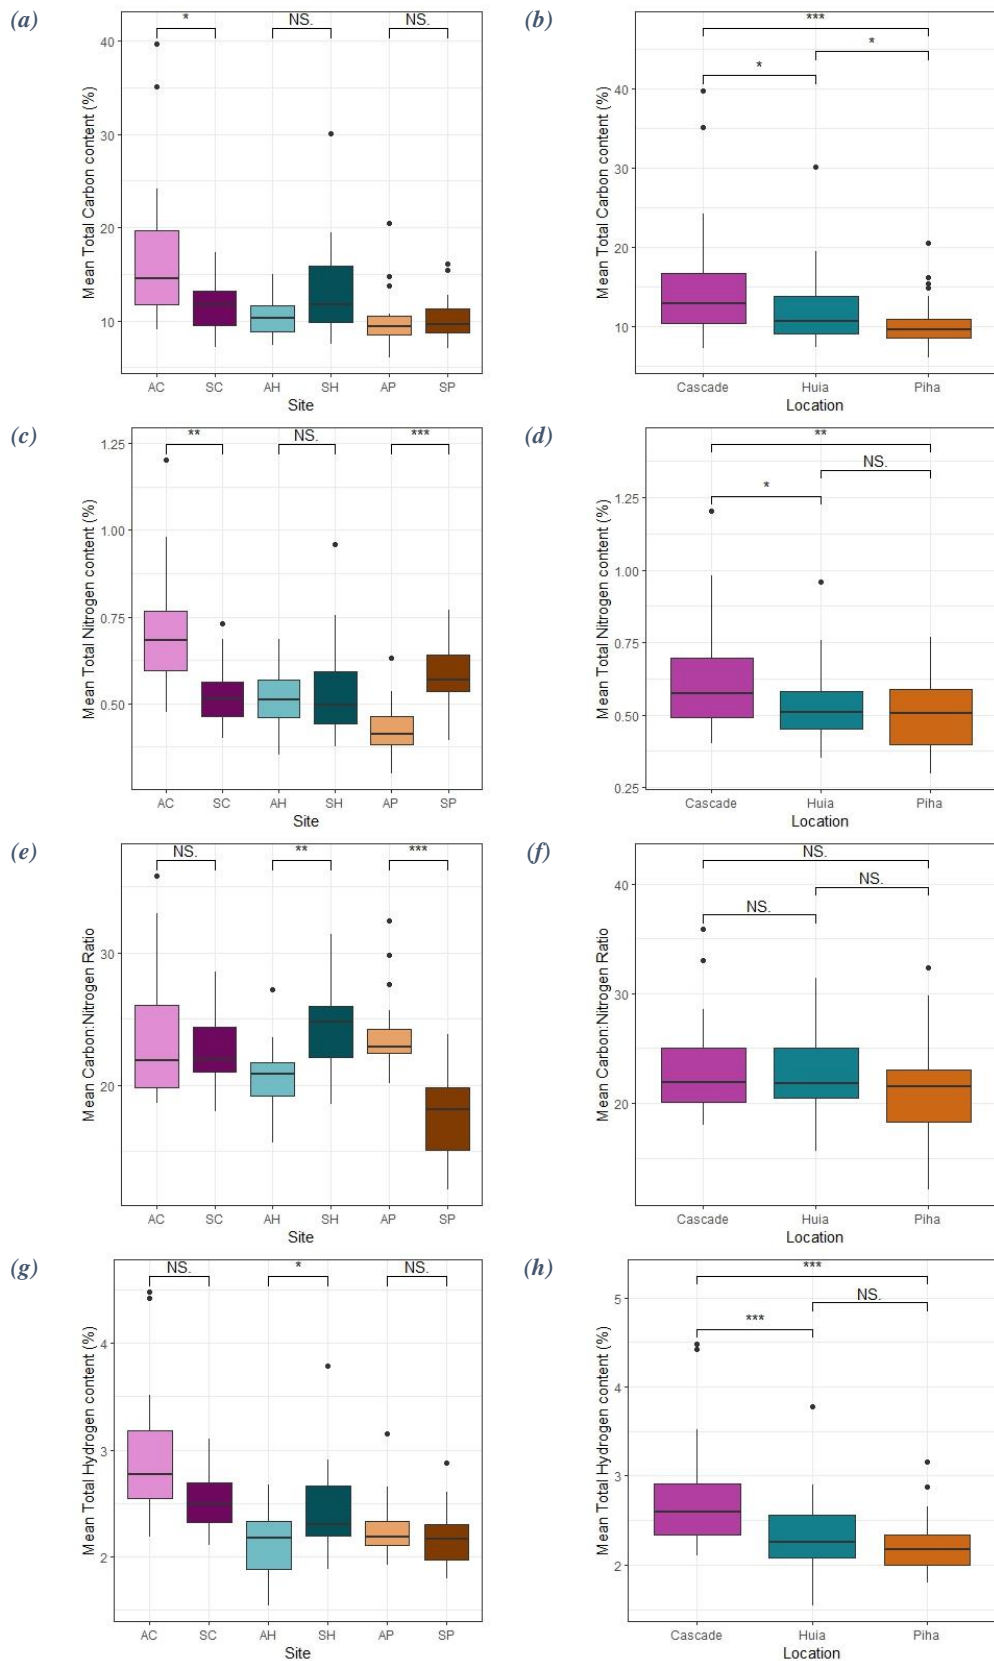 (a)
* NS. NS.
Mean Total Carbon content (%)
40
30
20
10
AC SC AH SH AP SP
Site
(b)
***
*
*
Mean Total Carbon content (%)
40
30
20
10
Cascade Huia Piha
Location
(c)
** NS. ***
Mean Total Nitrogen content (%)
1.25
1.00
0.75
0.50
AC SC AH SH AP SP
Site
(d)
**
NS.
*
Mean Total Nitrogen content (%)
1.25
1.00
0.75
0.50
0.25
Cascade Huia Piha
Location
(e)
NS. ** ***
Mean Carbon:Nitrogen Ratio
30
20
AC SC AH SH AP SP
Site
(f)
NS.
NS.
NS.
Mean Carbon:Nitrogen Ratio
40
30
20
Cascade Huia Piha
Location
(g)
NS. * NS.
Mean Total Hydrogen content (%)
4
3
2
AC SC AH SH AP SP
Site
(h)
***
NS.
***
Mean Total Hydrogen content (%)
5
4
3
2
Cascade Huia Piha
Location